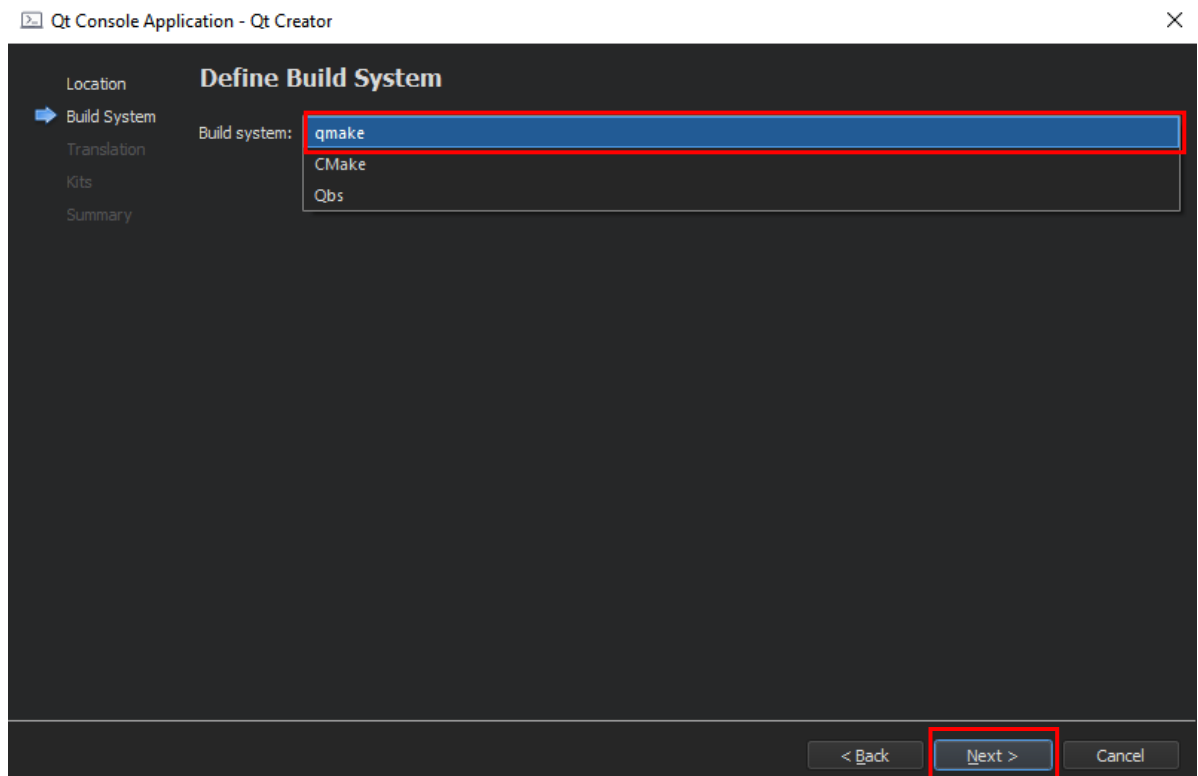 Qt Console Application - Qt Creator
Location
Build System
Translation
Kits
Summary
Define Build System
Build system:
qmake
CMake
Qbs
< Back
Next >
Cancel